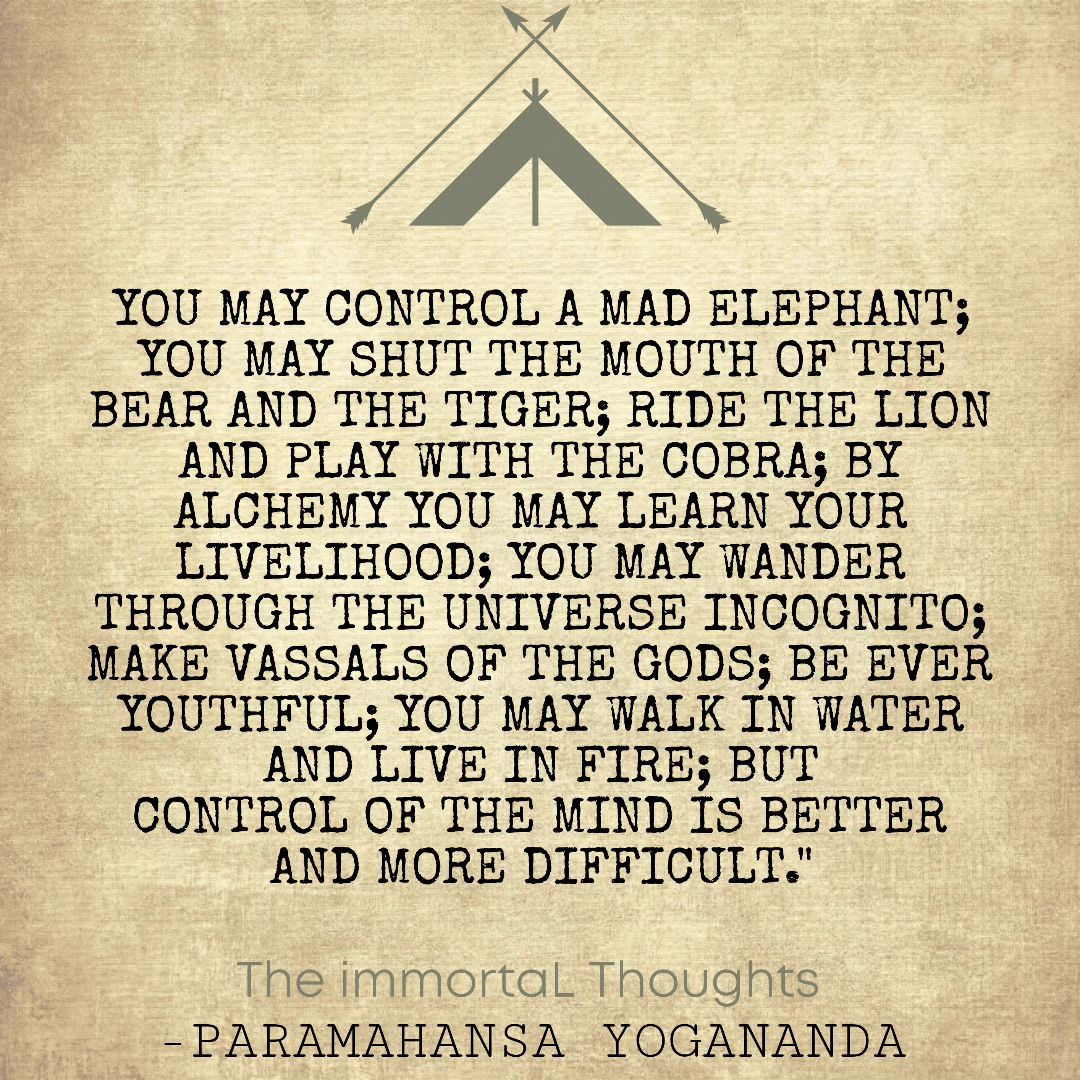 YOU MAY CONTROL A MAD ELEPHANT;
YOU MAY SHUT THE MOUTH OF THE
BEAR AND THE TIGER; RIDE THE LION
AND PLAY WITH THE COBRA; BY
ALCHEMY YOU MAY LEARN YOUR
LIVELIHOOD; YOU MAY WANDER
THROUGH THE UNIVERSE INCOGNITO;
MAKE VASSALS OF THE GODS; BE EVER
YOUTHFUL; YOU MAY WALK IN WATER
AND LIVE IN FIRE; BUT
CONTROL OF THE MIND IS BETTER
AND MORE DIFFICULT."
The immortaL Thoughts
-PARAMAHANSA YOGANANDA